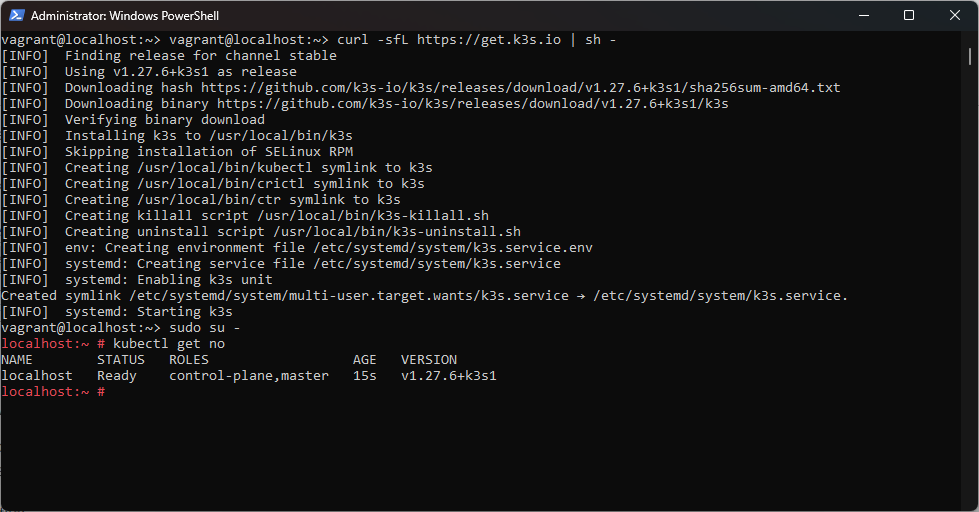 Administrator: Windows PowerShell
vagrant@localhost:~> vagrant@localhost:~> curl -sfL https://get.k3s.io | sh -
[INFO]  Finding release for channel stable
[INFO]  Using v1.27.6+k3s1 as release
[INFO]  Downloading hash https://github.com/k3s-io/k3s/releases/download/v1.27.6+k3s1/sha256sum-amd64.txt
[INFO]  Downloading binary https://github.com/k3s-io/k3s/releases/download/v1.27.6+k3s1/k3s
[INFO]  Verifying binary download
[INFO]  Installing k3s to /usr/local/bin/k3s
[INFO]  Skipping installation of SELinux RPM
[INFO]  Creating /usr/local/bin/kubectl symlink to k3s
[INFO]  Creating /usr/local/bin/crictl symlink to k3s
[INFO]  Creating /usr/local/bin/ctr symlink to k3s
[INFO]  Creating killall script /usr/local/bin/k3s-killall.sh
[INFO]  Creating uninstall script /usr/local/bin/k3s-uninstall.sh
[INFO]  env: Creating environment file /etc/systemd/system/k3s.service.env
[INFO]  systemd: Creating service file /etc/systemd/system/k3s.service
[INFO]  systemd: Enabling k3s unit
Created symlink /etc/systemd/system/multi-user.target.wants/k3s.service → /etc/systemd/system/k3s.service.
[INFO]  systemd: Starting k3s
vagrant@localhost:~> sudo su -
localhost:~ # kubectl get no
NAME        STATUS   ROLES                  AGE   VERSION
localhost   Ready    control-plane,master   15s   v1.27.6+k3s1
localhost:~ #